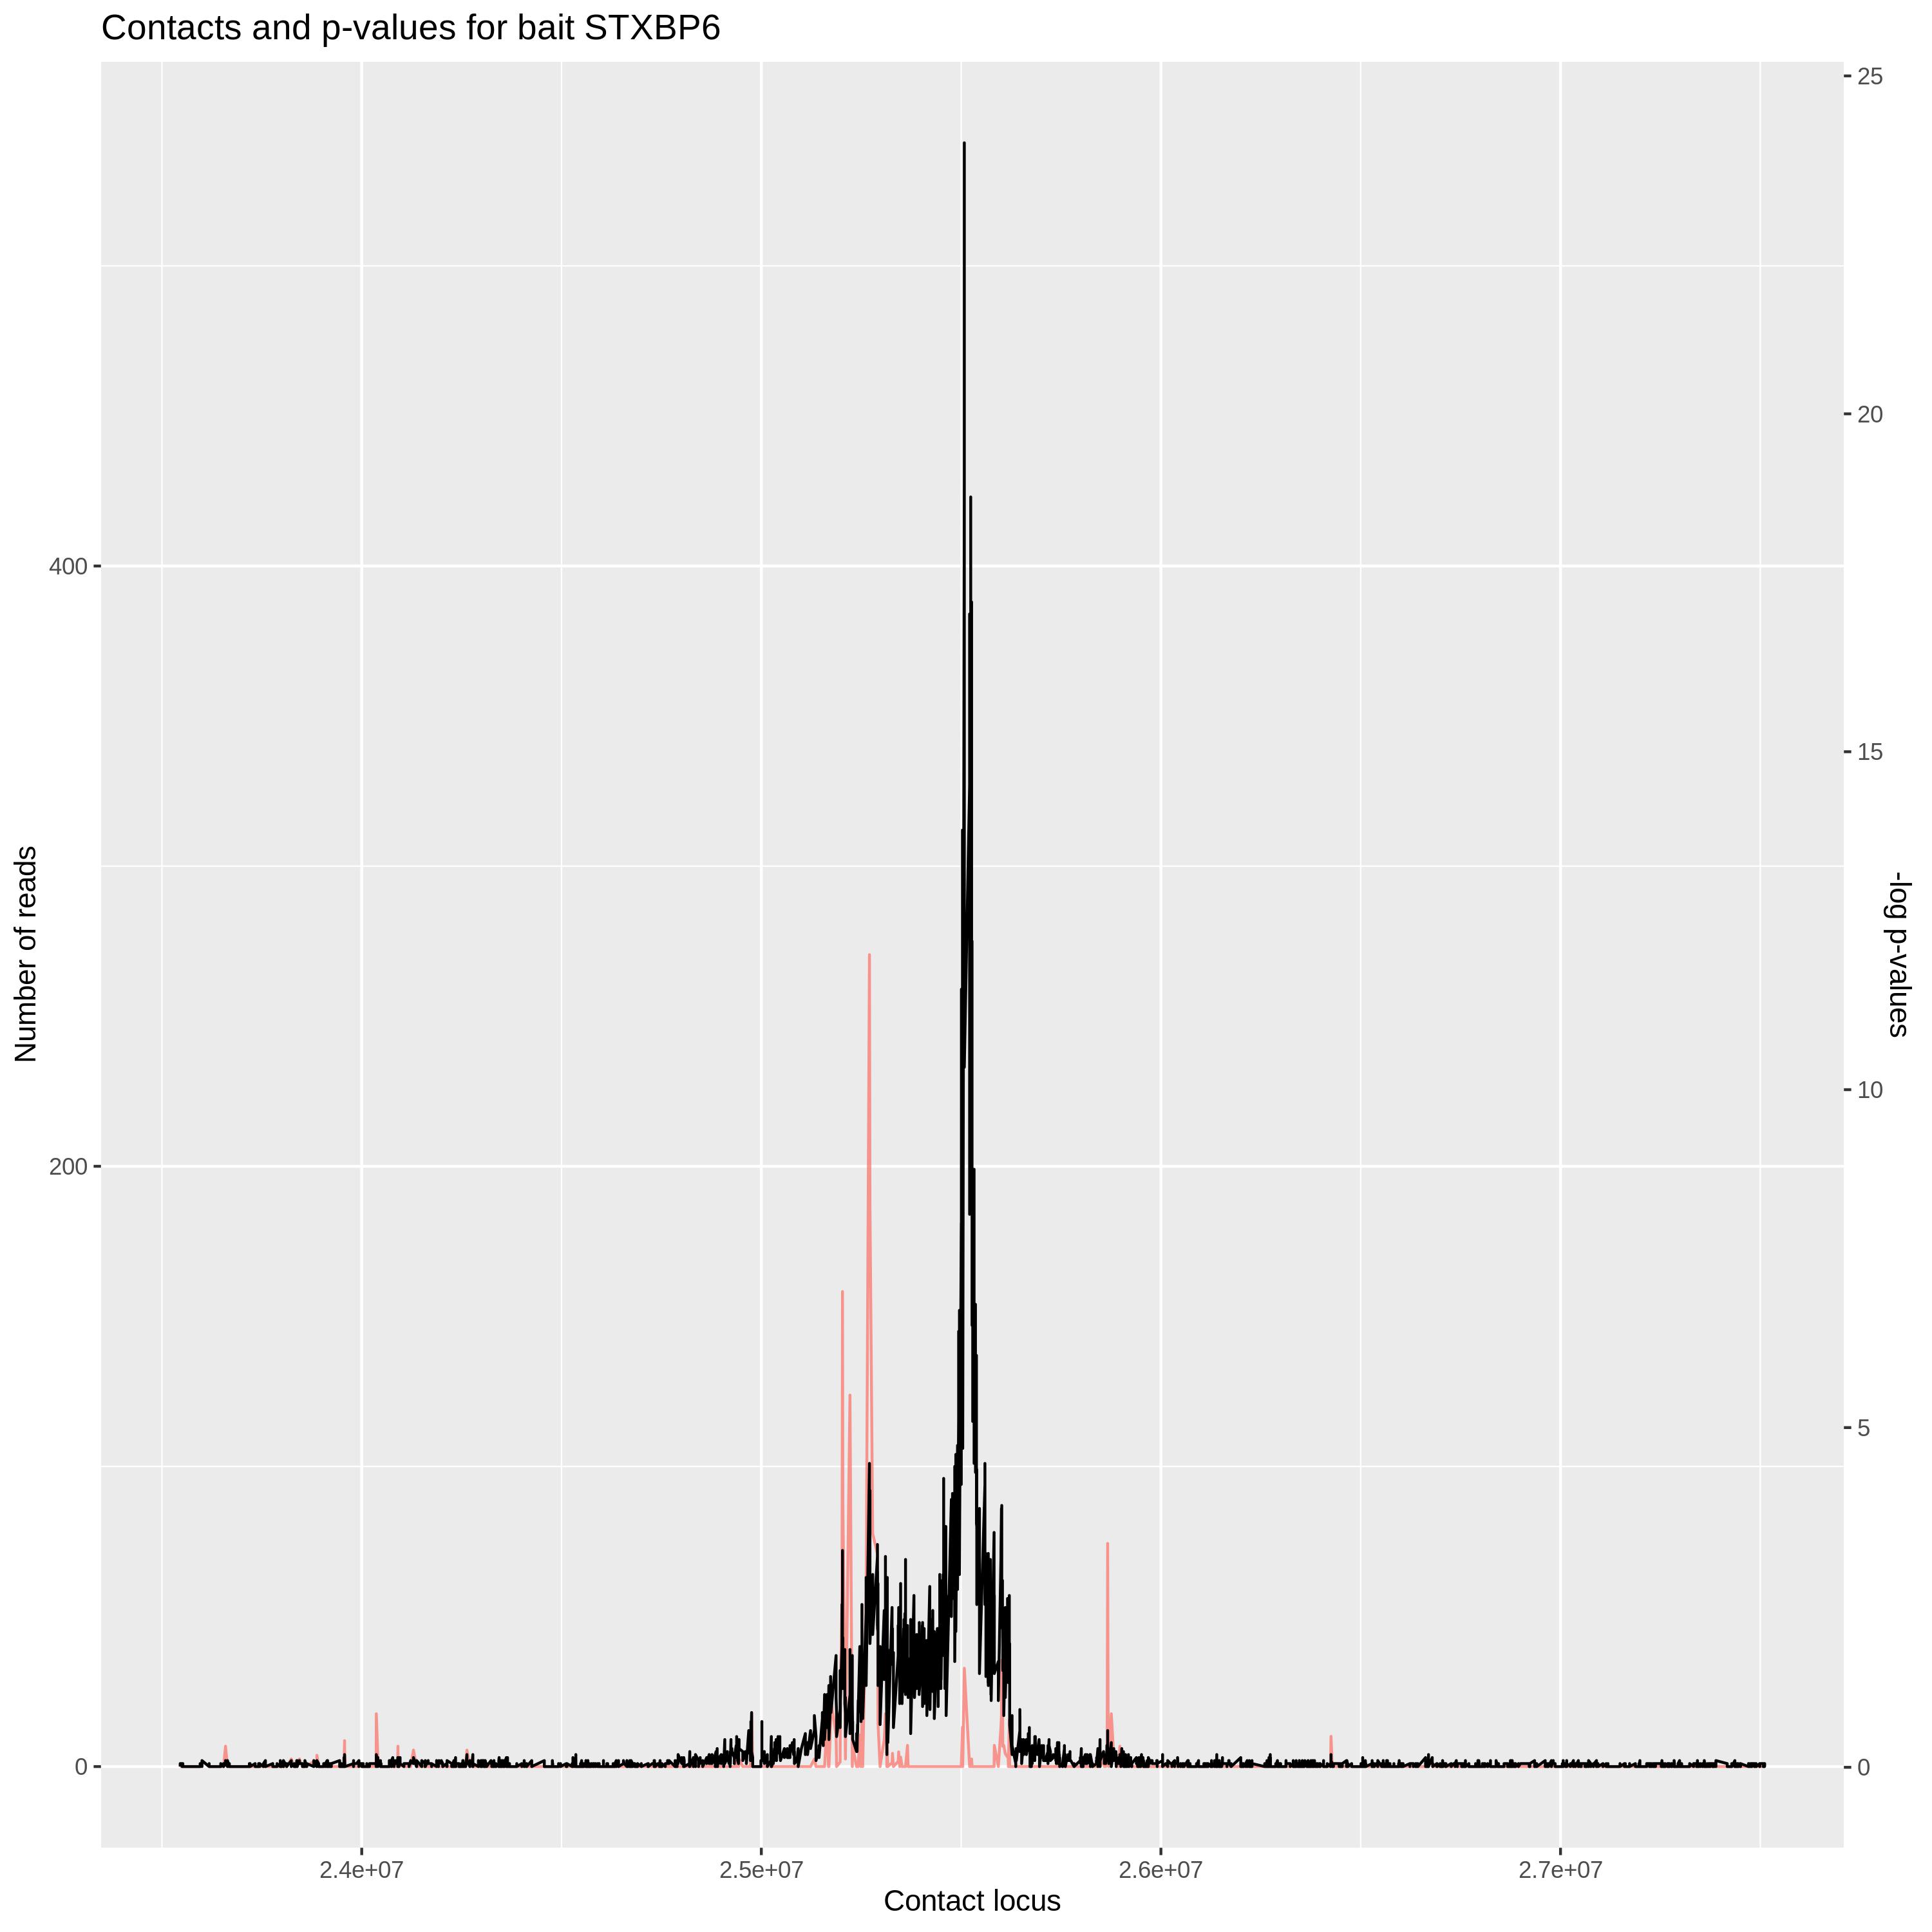 Contacts and p-values for bait STXBP6
Number of reads
400
200
0
25
20
15
10
5
0
-log p-values
2.4e+07
2.5e+07
2.6e+07
2.7e+07
Contact locus